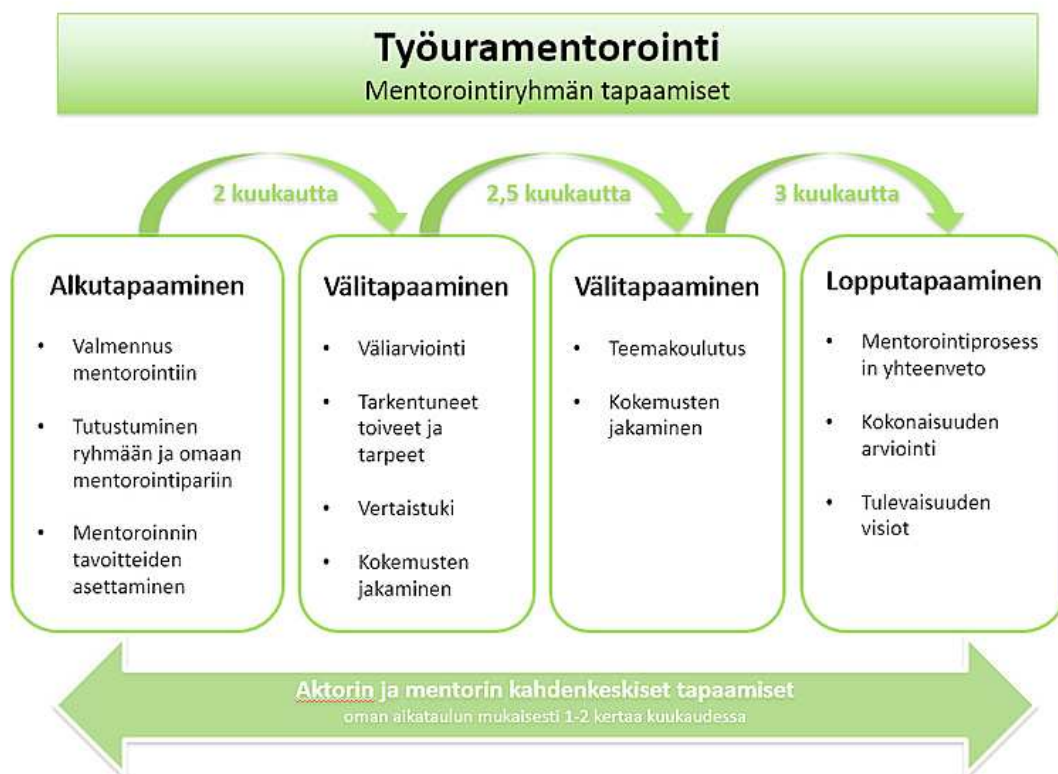 Työuramentorointi
Mentorointiryhmän tapaamiset
2 kuukautta
2,5 kuukautta
3 kuukautta
Alkutapaaminen
• Valmennus
mentorointiin
• Tutustuminen
ryhmään ja omaan
mentorointipariin
• Mentoroinnin
tavoitteiden
asettaminen
Välitapaaminen
• Väliarviointi
• Tarkentuneet
toiveet ja
tarpeet
• Vertaistuki
• Kokemusten
jakaminen
Välitapaaminen
• Teemakoulutus
• Kokemusten
jakaminen
Lopputapaaminen
• Mentorointiprosess
in yhteenveto
• Kokonaisuuden
arviointi
• Tulevaisuuden
visiot
Aktorin ja mentorin kahdenkeskiset tapaamiset
oman aikataulun mukaisesti 1-2 kertaa kuukaudessa